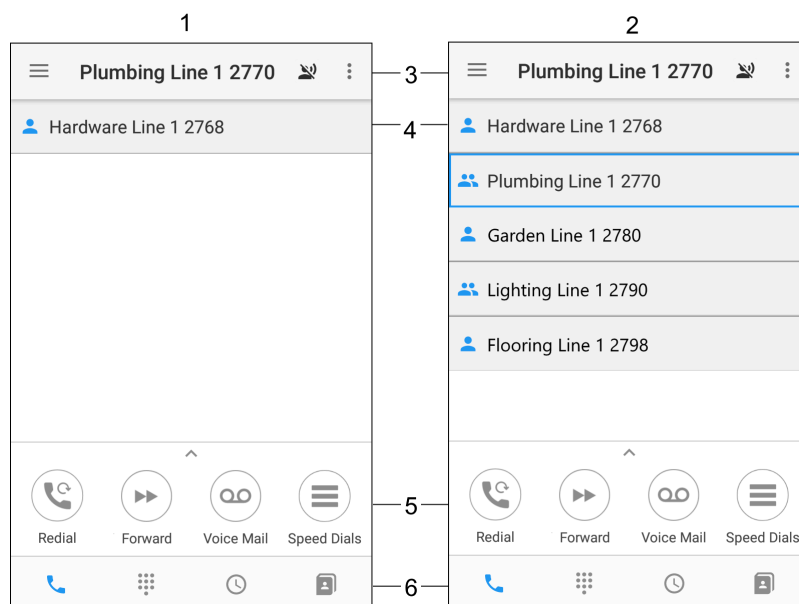 1
2
Plumbing Line 1 2770
Plumbing Line 1 2770
3
Hardware Line 1 2768
Hardware Line 1 2768
4
Plumbing Line 1 2770
Garden Line 1 2780
Lighting Line 1 2790
Flooring Line 1 2798
5
Redial Forward Voice Mail Speed Dials
Redial Forward Voice Mail Speed Dials
6